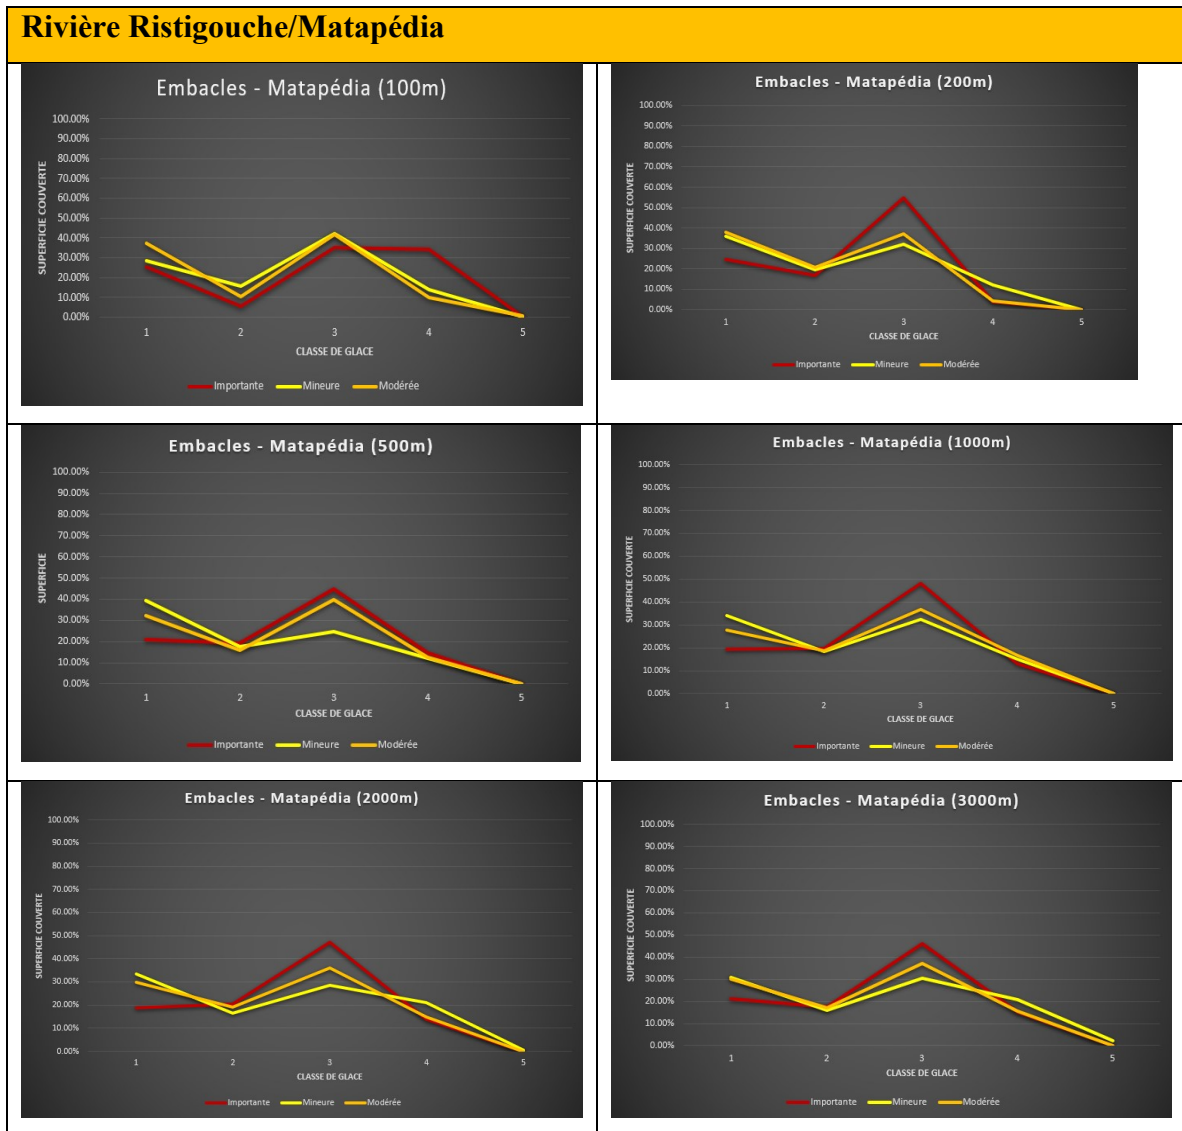 Rivière Ristigouche/Matapédia
Embacles - Matapédia (100m)
100.00%
90.00%
80.00%
70.00%
60.00%
50.00%
40.00%
30.00%
20.00%
10.00%
0.00%
SUPERFICIE COUVERTE
1 2 3 4 5
CLASSE DE GLACE
Importante Mineure Modérée
Embacles - Matapédia (200m)
100.00%
90.00%
80.00%
70.00%
60.00%
50.00%
40.00%
30.00%
20.00%
10.00%
0.00%
SUPERFICIE COUVERTE
1 2 3 4 5
CLASSE DE GLACE
Importante Mineure Modérée
Embacles - Matapédia (500m)
100.00%
90.00%
80.00%
70.00%
60.00%
50.00%
40.00%
30.00%
20.00%
10.00%
0.00%
SUPERFICIE
1 2 3 4 5
CLASSE DE GLACE
Importante Mineure Modérée
Embacles - Matapédia (1000m)
100.00%
90.00%
80.00%
70.00%
60.00%
50.00%
40.00%
30.00%
20.00%
10.00%
0.00%
SUPERFICIE COUVERTE
1 2 3 4 5
CLASSE DE GLACE
Importante Mineure Modérée
Embacles - Matapédia (2000m)
100.00%
90.00%
80.00%
70.00%
60.00%
50.00%
40.00%
30.00%
20.00%
10.00%
0.00%
SUPERFICIE COUVERTE
1 2 3 4 5
CLASSE DE GLACE
Importante Mineure Modérée
Embacles - Matapédia (3000m)
100.00%
90.00%
80.00%
70.00%
60.00%
50.00%
40.00%
30.00%
20.00%
10.00%
0.00%
SUPERFICIE COUVERTE
1 2 3 4 5
CLASSE DE GLACE
Importante Mineure Modérée